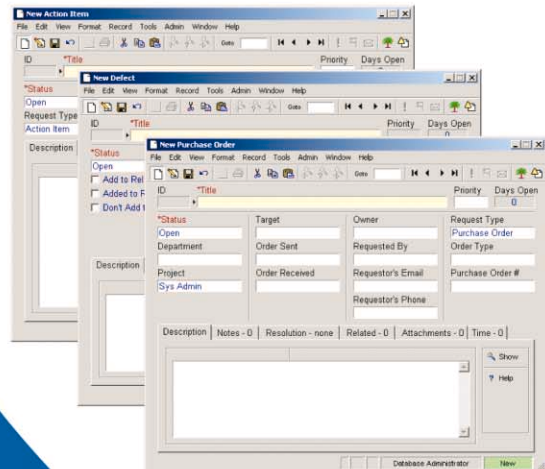 New Action Item
File Edit View Format Record Tools Admin Window Help
Goto
ID *Title Priority Days Open
*Status
Open
Request Type
Action Item
Description
New Defect
File Edit View Format Record Tools Admin Window Help
Goto
ID *Title Priority Days Open
0
*Status
Open
Add to Rel
Added to R
Don't Add t
Description
New Purchase Order
File Edit View Format Record Tools Admin Window Help
Goto
ID *Title Priority Days Open
0
*Status Target Owner Request Type
Open Purchase Order
Department Order Sent Requested By Order Type
Project Order Received Requestor's Email Purchase Order #
Sys Admin
Requestor's Phone
Description Notes - 0 Resolution - none Related - 0 Attachments - 0 Time - 0
Show
Help
Database Administrator New